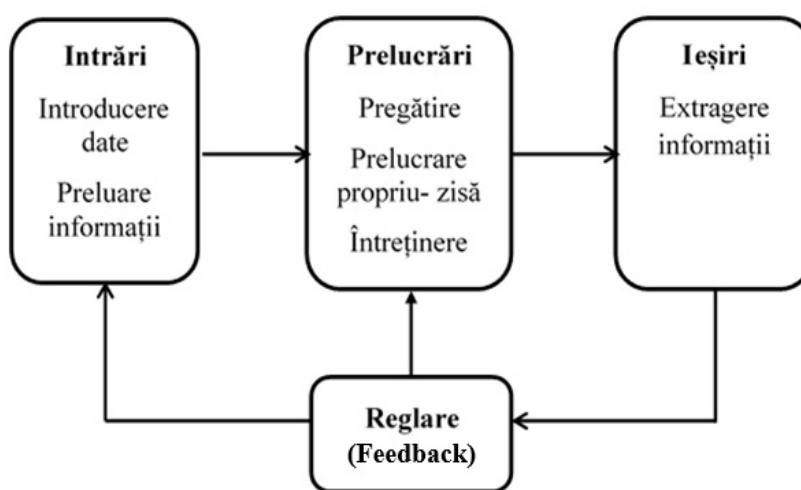 Intrări
Introducere
date
Preluare
informații
Prelucrări
Pregătire
Prelucrare
propriu- zisă
Întreținere
Ieșiri
Extragere
informații
Reglare
(Feedback)